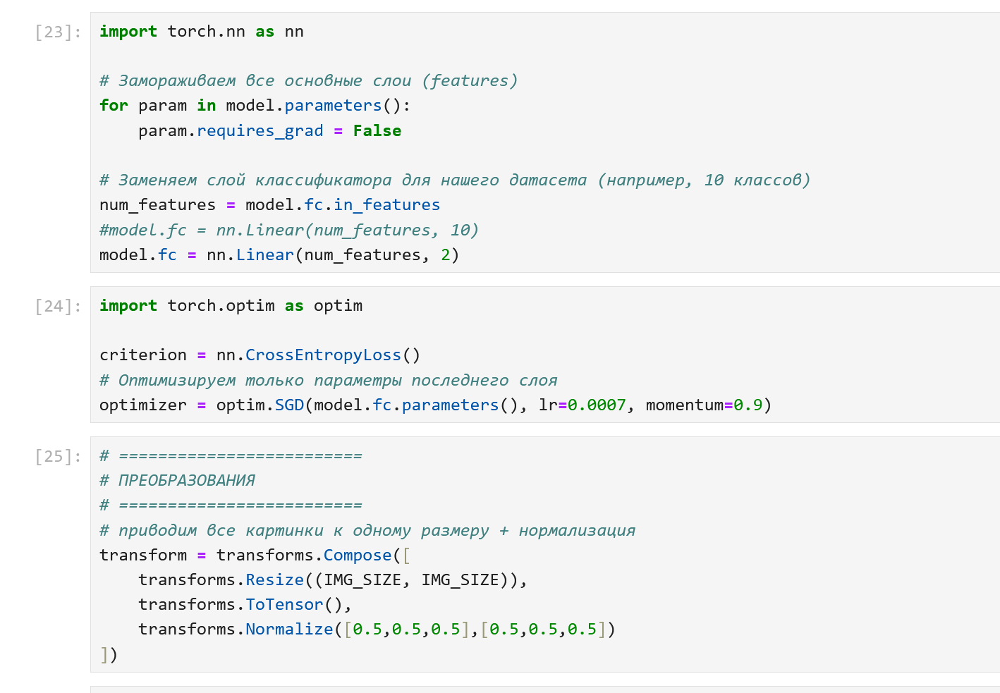 [23]:
import torch.nn as nn
# Замораживаем все основные слои (features)
for param in model.parameters():
    param.requires_grad = False
# Заменяем слой классификатора для нашего датасета (например, 10 классов)
num_features = model.fc.in_features
#model.fc = nn.Linear(num_features, 10)
model.fc = nn.Linear(num_features, 2)
[24]:
import torch.optim as optim
criterion = nn.CrossEntropyLoss()
# Оптимизируем только параметры последнего слоя
optimizer = optim.SGD(model.fc.parameters(), lr=0.0007, momentum=0.9)
[25]:
# =========================
# ПРЕОБРАЗОВАНИЯ
# =========================
# приводим все картинки к одному размеру + нормализация
transform = transforms.Compose([
    transforms.Resize((IMG_SIZE, IMG_SIZE)),
    transforms.ToTensor(),
    transforms.Normalize([0.5,0.5,0.5],[0.5,0.5,0.5])
])